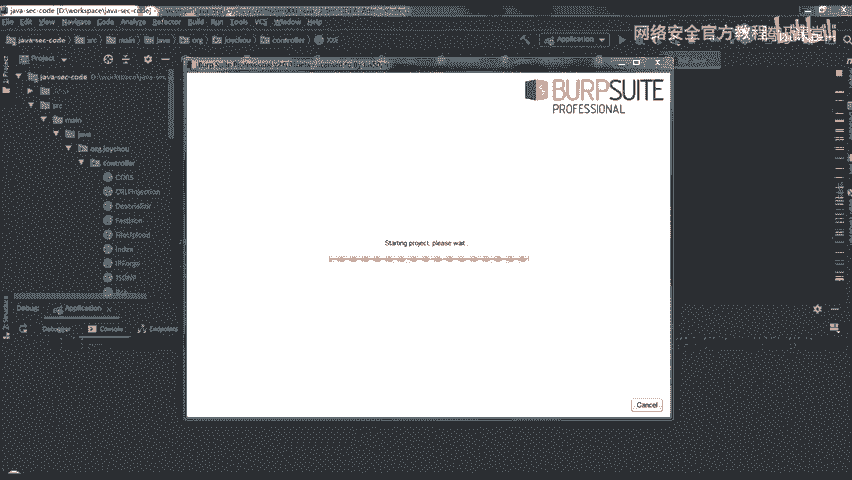 java-sec-code [D:\workspace\java-sec-code]
File Edit View Navigate Code Analyze Refactor Build Run Tools VCS Window Help
网络安全官方教程
java-sec-code src main java org joychou controller XXE
Application
1: Project
Project
java-sec-code D:\workspace\java-sec
BURPSUITE
PROFESSIONAL
src
main
java
org.joychou
controller
CORS
CRLFInjection
Deserialize
Fastjson
FileUpload
Index
IPForge
JSONP
Starting project, please wait
Debug: Application
Debugger Console Endpoints
Cancel